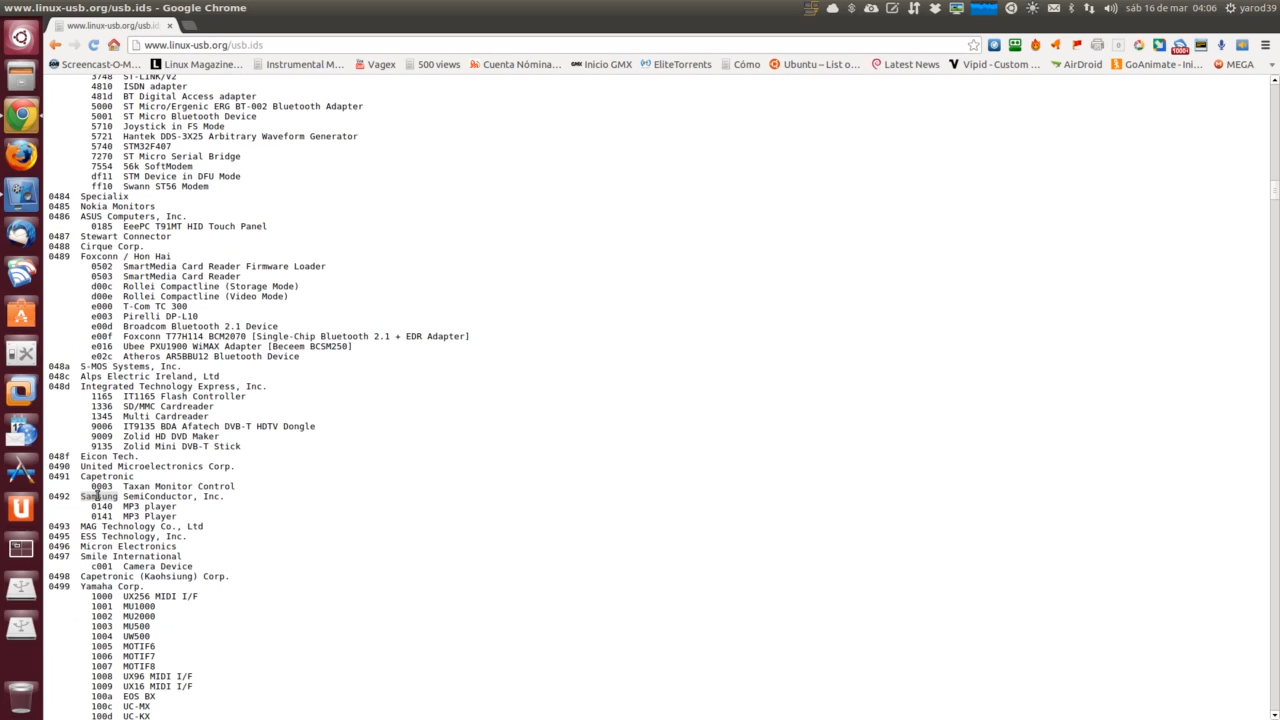 www.linux-usb.org/usb.ids - Google Chrome
sáb 16 de mar 04:06 yarod39
www.linux-usb.org/usb.id
www.linux-usb.org/usb.ids
Screencast-O-M... Linux Magazine... Instrumental M... Vagex 500 views Cuenta Nómina... Inicio GMX EliteTorrents Cómo Ubuntu – List o... Latest News Vipid - Custom ... AirDroid GoAnimate - Ini... MEGA
3748 ST-LINK/V2
4810 ISDN adapter
481d BT Digital Access adapter
5000 ST Micro/Ergenic ERG BT-002 Bluetooth Adapter
5001 ST Micro Bluetooth Device
5710 Joystick in FS Mode
5721 Hantek DDS-3X25 Arbitrary Waveform Generator
5740 STM32F407
7270 ST Micro Serial Bridge
7554 56k SoftModem
df11 STM Device in DFU Mode
ff10 Swann ST56 Modem
0484 Specialix
0485 Nokia Monitors
0486 ASUS Computers, Inc.
0185 EeePC T91MT HID Touch Panel
0487 Stewart Connector
0488 Cirque Corp.
0489 Foxconn / Hon Hai
0502 SmartMedia Card Reader Firmware Loader
0503 SmartMedia Card Reader
d00c Rollei Compactline (Storage Mode)
d00e Rollei Compactline (Video Mode)
e000 T-Com TC 300
e003 Pirelli DP-L10
e00d Broadcom Bluetooth 2.1 Device
e00f Foxconn T77H114 BCM2070 [Single-Chip Bluetooth 2.1 + EDR Adapter]
e016 Ubee PXU1900 WiMAX Adapter [Beceem BCSM250]
e02c Atheros AR5BBU12 Bluetooth Device
048a S-MOS Systems, Inc.
048c Alps Electric Ireland, Ltd
048d Integrated Technology Express, Inc.
1165 IT1165 Flash Controller
1336 SD/MMC Cardreader
1345 Multi Cardreader
9006 IT9135 BDA Afatech DVB-T HDTV Dongle
9009 Zolid HD DVD Maker
9135 Zolid Mini DVB-T Stick
048f Eicon Tech.
0490 United Microelectronics Corp.
0491 Capetronic
0003 Taxan Monitor Control
0492 Samsung SemiConductor, Inc.
0140 MP3 player
0141 MP3 Player
0493 MAG Technology Co., Ltd
0495 ESS Technology, Inc.
0496 Micron Electronics
0497 Smile International
c001 Camera Device
0498 Capetronic (Kaohsiung) Corp.
0499 Yamaha Corp.
1000 UX256 MIDI I/F
1001 MU1000
1002 MU2000
1003 MU500
1004 UW500
1005 MOTIF6
1006 MOTIF7
1007 MOTIF8
1008 UX96 MIDI I/F
1009 UX16 MIDI I/F
100a EOS BX
100c UC-MX
100d UC-KX